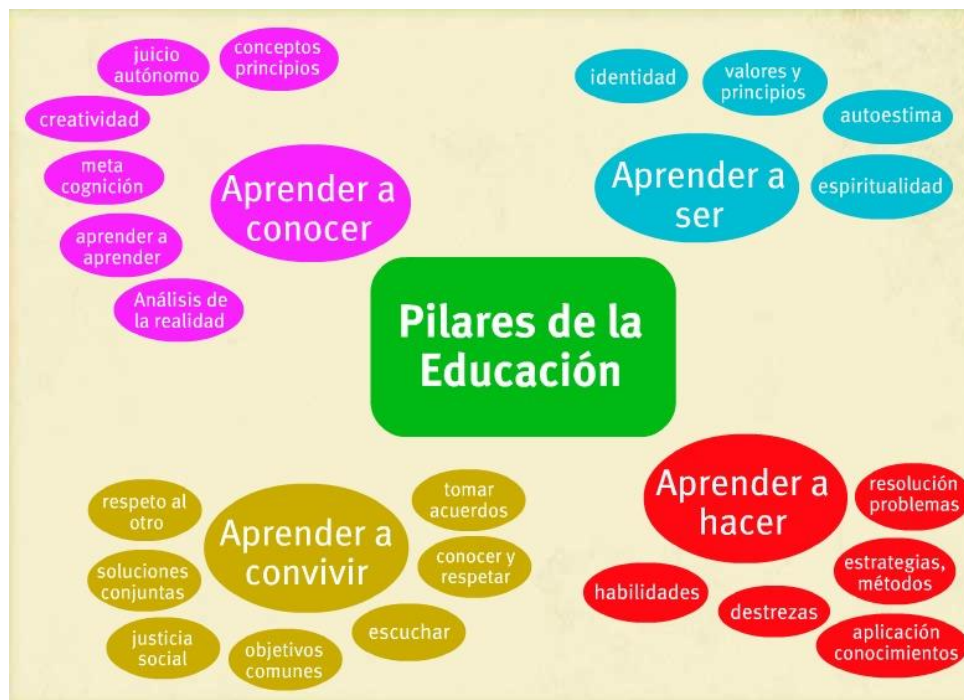 juicio
autónomo
conceptos
principios
creatividad
meta
cognición
aprender a
aprender
Análisis de
la realidad
Aprender a
conocer
identidad
valores y
principios
autoestima
espiritualidad
Aprender a
ser
Pilares de la
Educación
respeto al
otro
soluciones
conjuntas
justicia
social
objetivos
comunes
escuchar
conocer y
respetar
tomar
acuerdos
Aprender a
convivir
Aprender a
hacer
resolución
problemas
estrategias,
métodos
aplicación
conocimientos
destrezas
habilidades